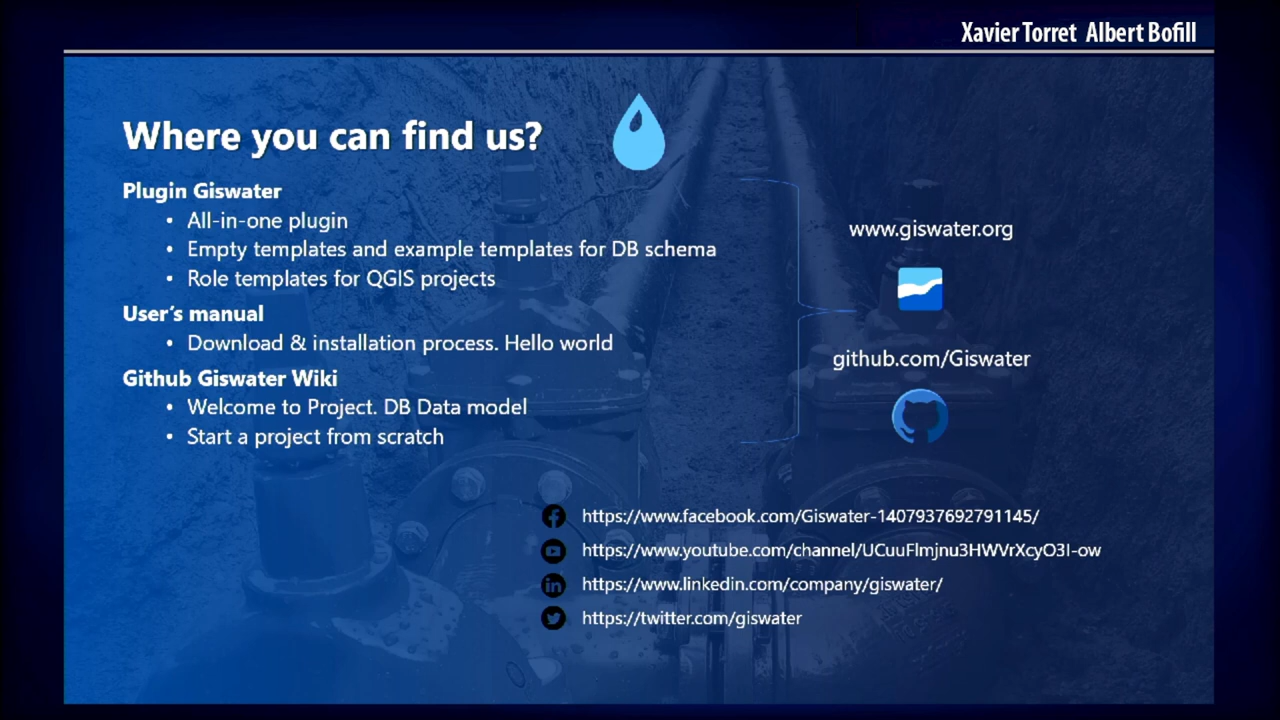 Xavier Torret Albert Bofill
Where you can find us?
Plugin Giswater
• All-in-one plugin
• Empty templates and example templates for DB schema
• Role templates for QGIS projects
User’s manual
• Download & installation process. Hello world
Github Giswater Wiki
• Welcome to Project. DB Data model
• Start a project from scratch
www.giswater.org
github.com/Giswater
https://www.facebook.com/Giswater-1407937692791145/
https://www.youtube.com/channel/UCuuFlmjnu3HWVrXcyO3I-ow
https://www.linkedin.com/company/giswater/
https://twitter.com/giswater